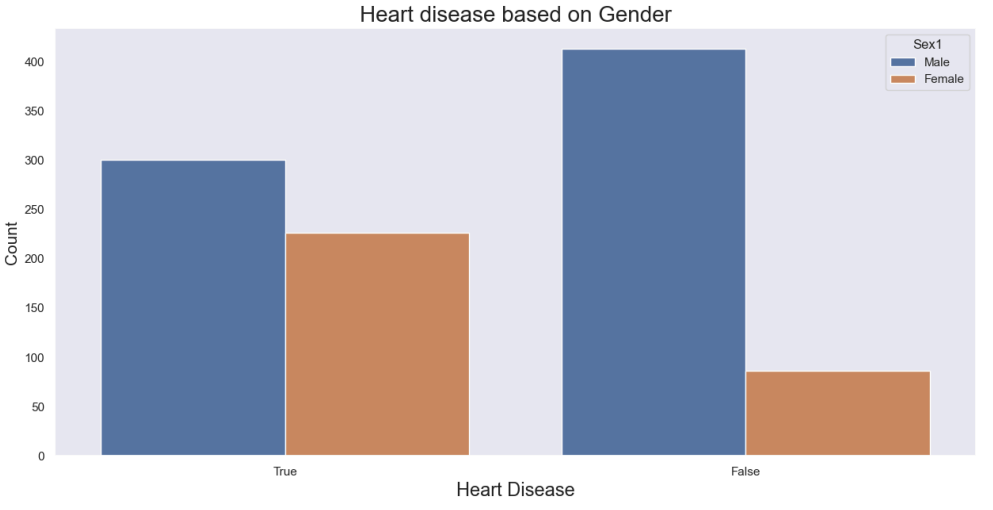 Heart disease based on Gender
Sex1
Male
Female
400
350
300
250
200
150
100
50
0
Count
True
False
Heart Disease